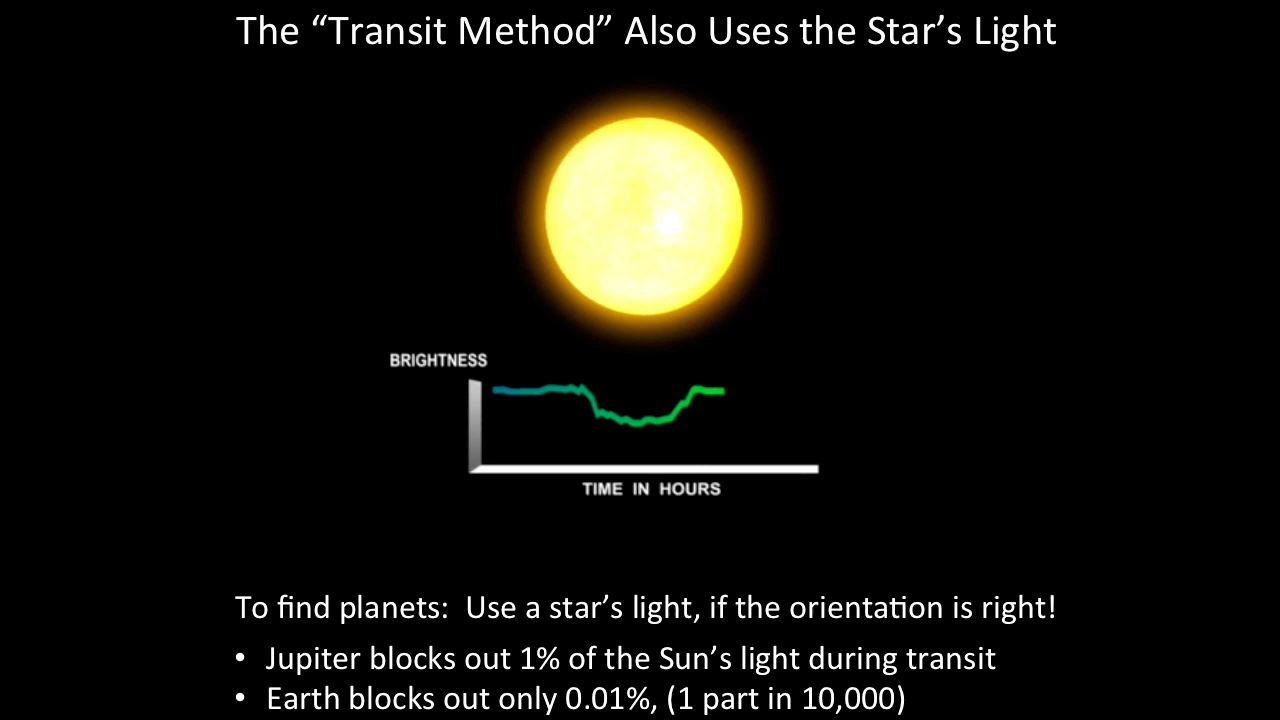 The “Transit Method” Also Uses the Star’s Light
BRIGHTNESS
TIME IN HOURS
To find planets:  Use a star’s light, if the orientation is right!
• Jupiter blocks out 1% of the Sun’s light during transit
• Earth blocks out only 0.01%, (1 part in 10,000)